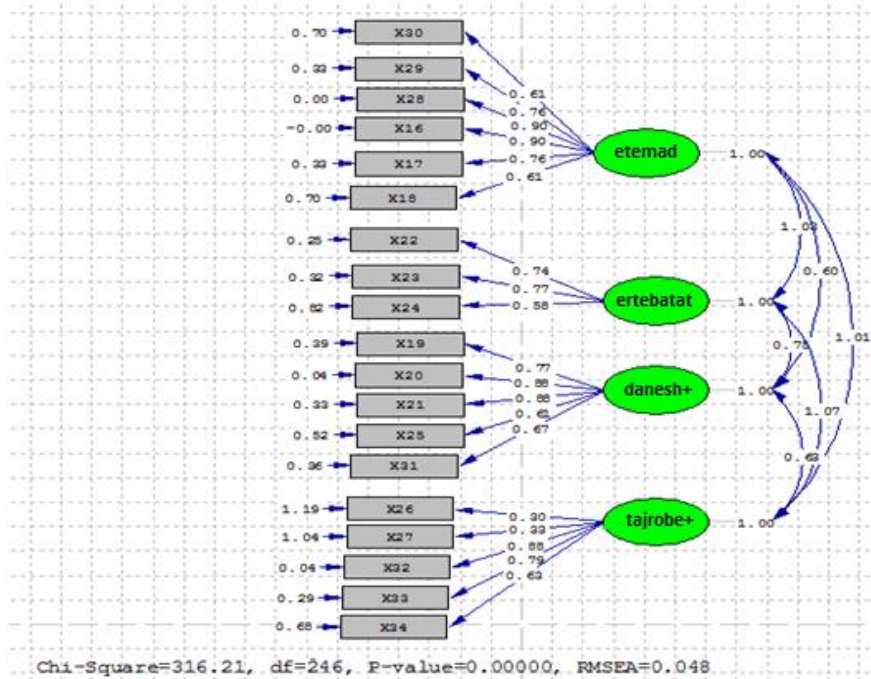 0.70 X30
0.33 X29
0.61
0.00 X28
0.76
-0.00 X16
0.90
0.90
etemad 1.00
0.33 X17
0.76
0.61
0.70 X18
1.03
0.25 X22
0.60
0.32 X23
0.74
0.77
0.82 X24
0.58
ertebatat 1.00
1.01
0.39 X19
0.77
0.04 X20
0.88
danesh+ 1.00
0.33 X21
0.88
0.61
1.07
0.52 X25
0.67
0.63
0.36 X31
1.19 X26
0.30
tajrobe+ 1.00
1.04 X27
0.33
0.88
0.04 X32
0.79
0.63
0.29 X33
0.68 X34
Chi-Square=316.21, df=246, P-value=0.00000, RMSEA=0.048